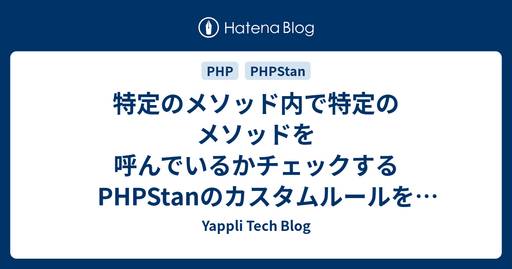 Hatena Blog
PHP PHPStan
特定のメソッド内で特定の
メソッドを
呼んでいるかチェックする
PHPStanのカスタムルールを…
Yappli Tech Blog